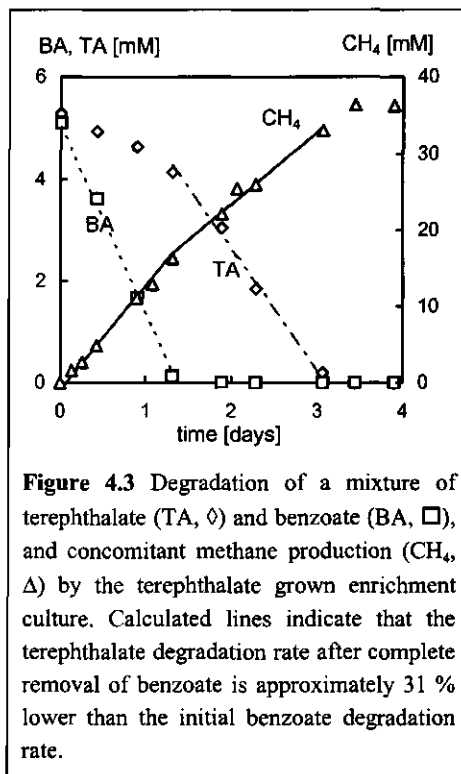 BA, TA [mM] CH₄ [mM]
6 40
CH₄
30
4
BA
20
TA
2
10
0 0
0 1 2 3 4
time [days]
Figure 4.3 Degradation of a mixture of
terephthalate (TA, ◊) and benzoate (BA, □),
and concomitant methane production (CH₄,
Δ) by the terephthalate grown enrichment
culture. Calculated lines indicate that the
terephthalate degradation rate after complete
removal of benzoate is approximately 31 %
lower than the initial benzoate degradation
rate.